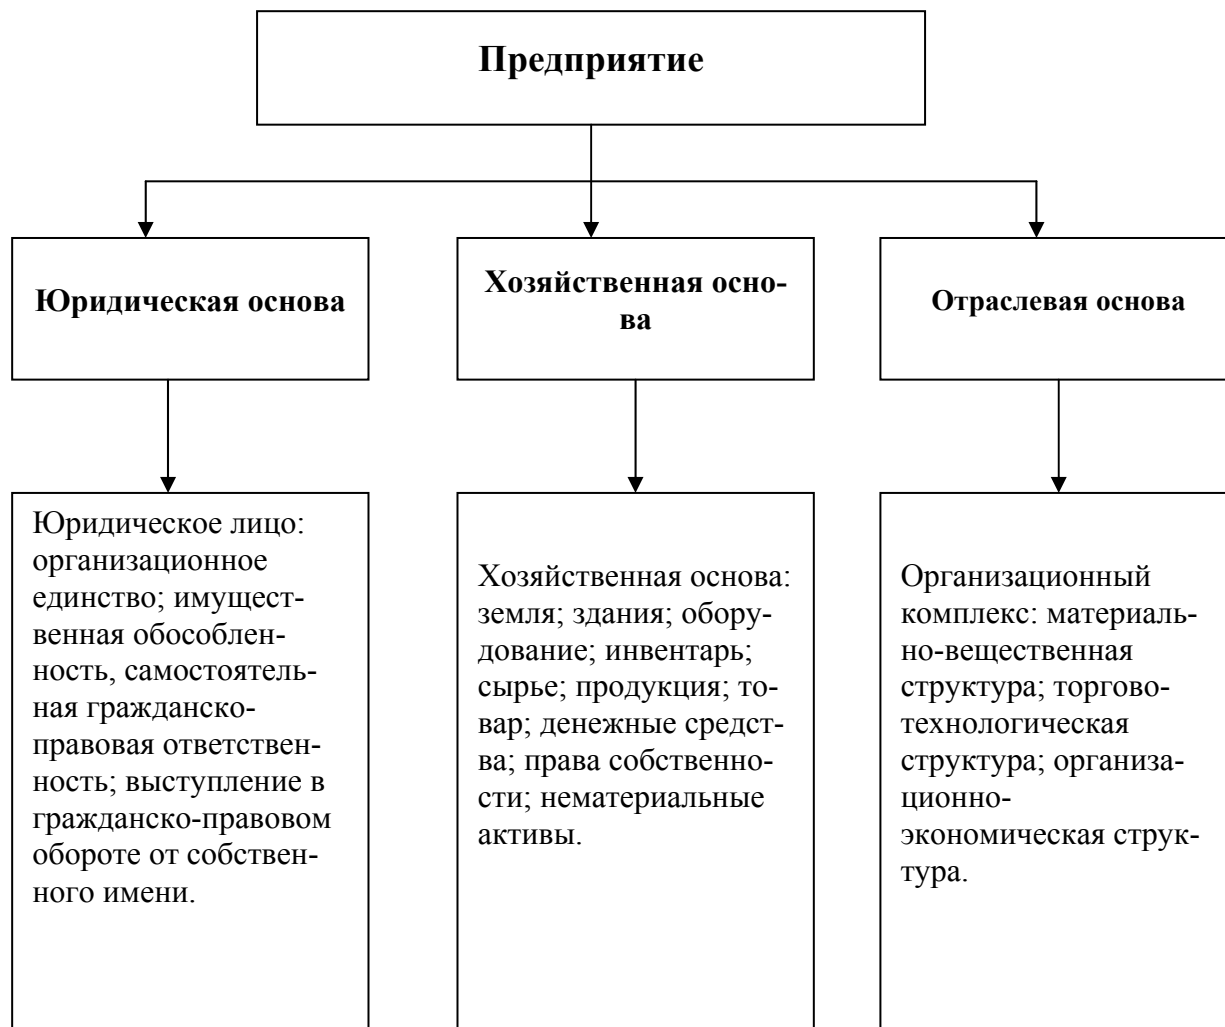 Предприятие
Юридическая основа
Хозяйственная осно-
ва
Отраслевая основа
Юридическое лицо:
организационное
единство; имущест-
венная обособлен-
ность, самостоятель-
ная гражданско-
правовая ответствен-
ность; выступление в
гражданско-правовом
обороте от собствен-
ного имени.
Хозяйственная основа:
земля; здания; обору-
дование; инвентарь;
сырье; продукция; то-
вар; денежные средст-
ва; права собственно-
сти; нематериальные
активы.
Организационный
комплекс: материаль-
но-вещественная
структура; торгово-
технологическая
структура; организа-
ционно-
экономическая струк-
тура.